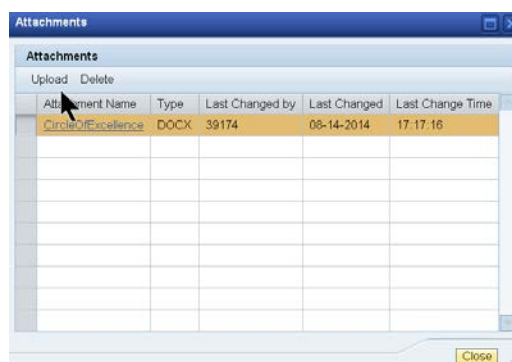 Attachments
Attachments
Upload Delete
Attachment Name Type Last Changed by Last Changed Last Change Time
CircleOfExcellence DOCX 39174 08-14-2014 17:17:16
Close